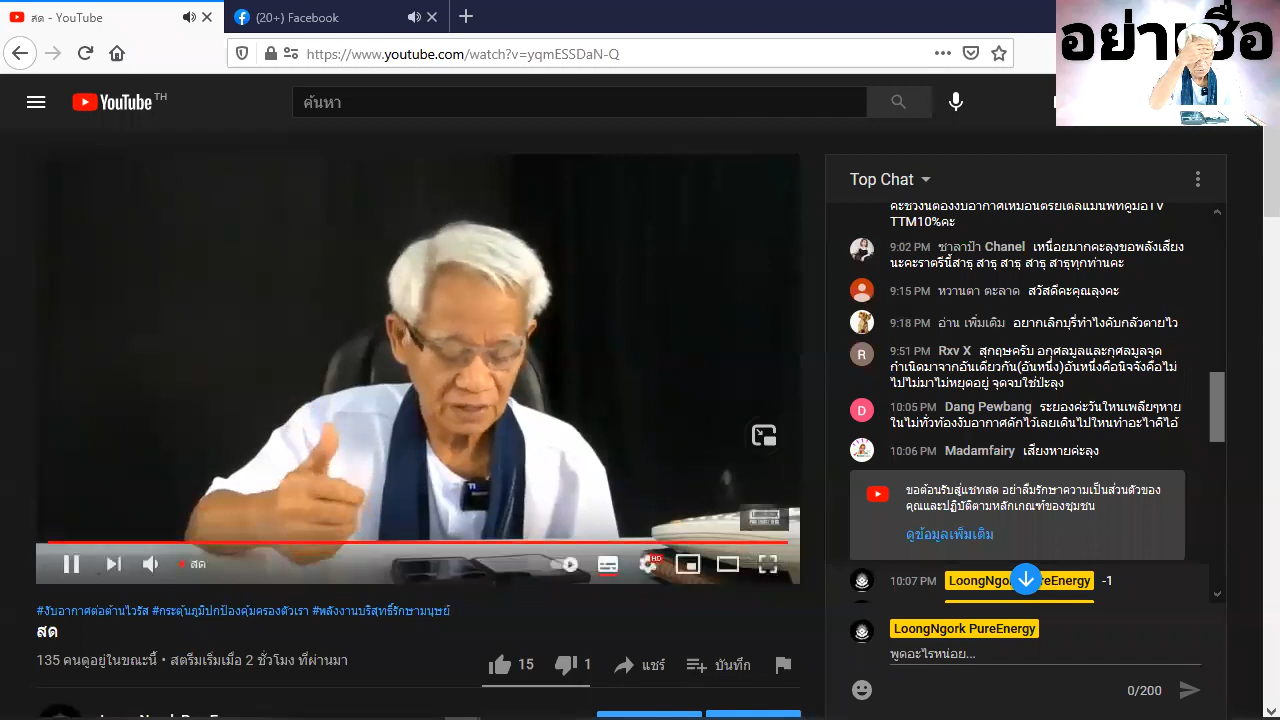 สด - YouTube
(20+) Facebook
https://www.youtube.com/watch?v=yqmESSDaN-Q
อย่าเชื่อ
YouTube TH
ค้นหา
Top Chat
TTM10%คะ
9:02 PM ชาลาป้า Chanel เหนื่อยมากคะลุงขอพลังเสียง
นะคะราตรีนี้สาธุ สาธุ สาธุ สาธุ สาธุทุกท่านคะ
9:15 PM หวานตา ตะลาด สวัสดีคะคุณลุงคะ
9:18 PM อ่าน เพิ่มเติม อยากเลิกบุรี่ทำไงคับกลัวตายไว
9:51 PM Rxv X สุกฤษครับ อกุศลมูลและกุศลมูลจุด
กำเนิดมาจากอันเดียวกัน(อันหนึ่ง)อันหนึ่งคือนิจจังคือไม่
ไปไม่มาไม่หยุดอยู่ จุดจบใช่ป่ะลุง
10:05 PM Dang Pewbang ระยองค่ะวันใหนเพลียๆหาย
ในไม่ทั่วท้องงับอากาศดักไว้เลยเดินไปใหนทำอะไาคีไอ้
10:06 PM Madamfairy เสียงหายค่ะลุง
ขอต้อนรับสู่แชทสด อย่าลืมรักษาความเป็นส่วนตัวของ
คุณและปฏิบัติตามหลักเกณฑ์ของชุมชน
ดูข้อมูลเพิ่มเติม
10:07 PM LoongNgork PureEnergy -1
LoongNgork PureEnergy
พูดอะไรหน่อย...
0/200
สด
HD
#งับอากาศต่อต้านไวรัส #กระตุ้นภูมิปกป้องคุ้มครองตัวเรา #พลังงานบริสุทธิ์รักษามนุษย์
สด
135 คนดูอยู่ในขณะนี้ • สตรีมเริ่มเมื่อ 2 ชั่วโมง ที่ผ่านมา
15
1
แชร์
บันทึก